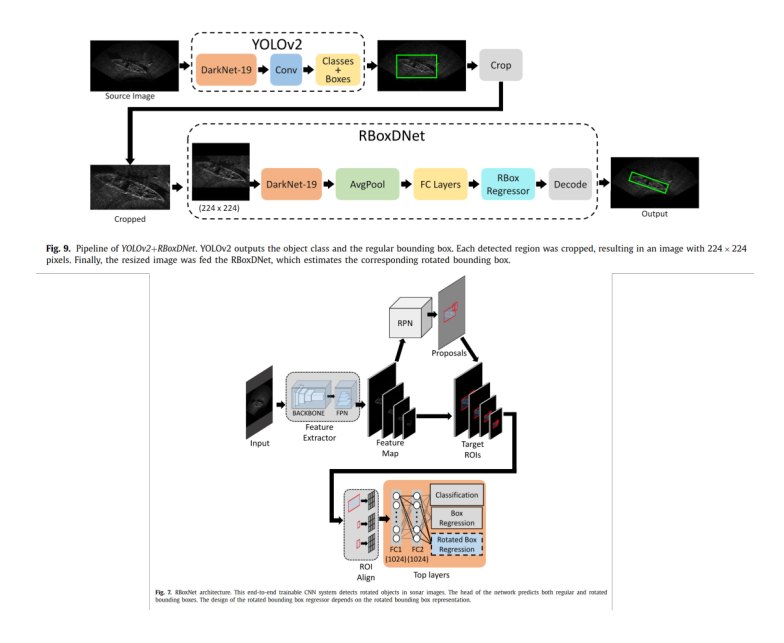 YOLOv2
DarkNet-19
Conv
Classes
+
Boxes
Crop
Source Image
RBoxDNet
DarkNet-19
AvgPool
FC Layers
RBox
Regressor
Decode
(224 x 224)
Cropped
Output
Fig. 9. Pipeline of YOLOv2+RBoxDNet. YOLOv2 outputs the object class and the regular bounding box. Each detected region was cropped, resulting in an image with 224 × 224
pixels. Finally, the resized image was fed the RBoxDNet, which estimates the corresponding rotated bounding box.
RPN
Proposals
BACKBONE
FPN
Input
Feature
Extractor
Feature
Map
Target
ROIs
Classification
Box
Regression
Rotated Box
Regression
FC1
(1024)
FC2
(1024)
ROI
Align
Top layers
Fig. 7. RBoxNet architecture. This end-to-end trainable CNN system detects rotated objects in sonar images. The head of the network predicts both regular and rotated
bounding boxes. The design of the rotated bounding box regressor depends on the rotated bounding box representation.